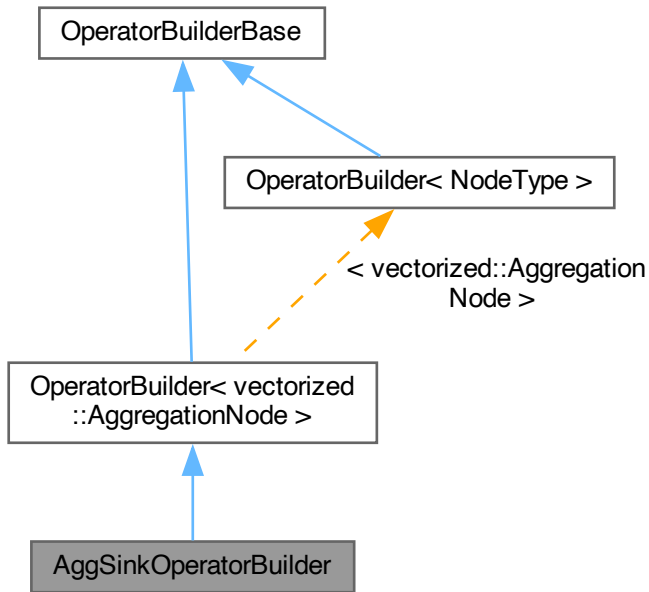 OperatorBuilderBase
OperatorBuilder< NodeType >
< vectorized::Aggregation
Node >
OperatorBuilder< vectorized
::AggregationNode >
AggSinkOperatorBuilder